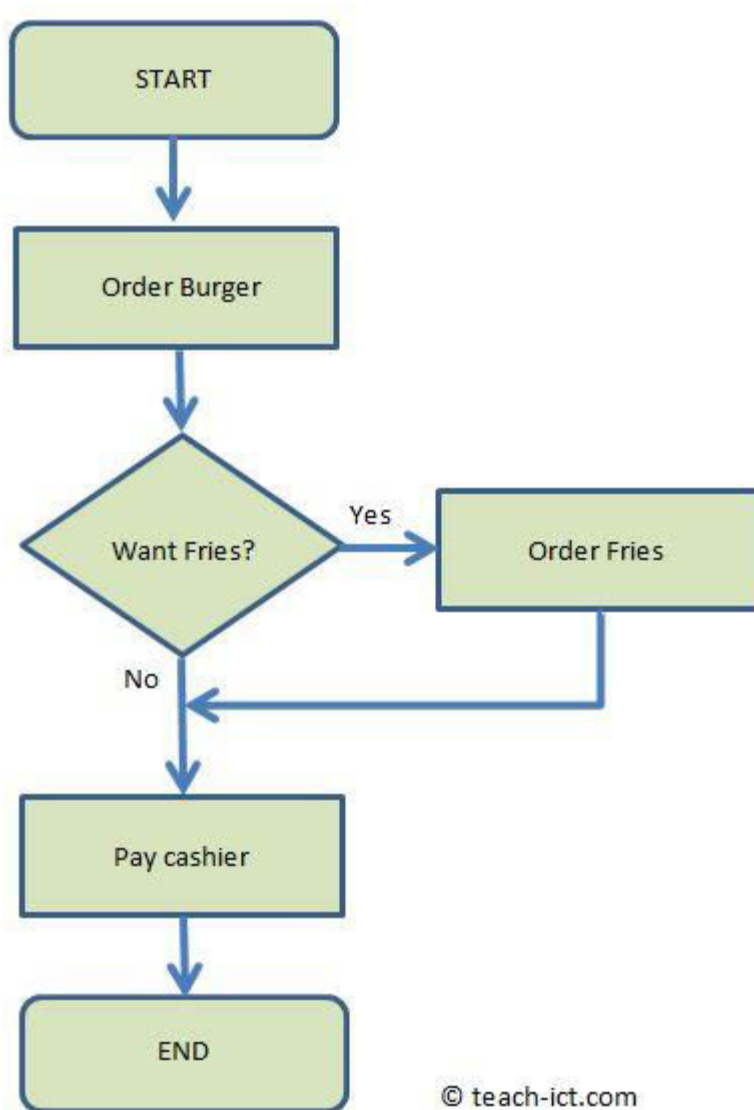 START
Order Burger
Want Fries?
Yes
Order Fries
No
Pay cashier
END
© teach-ict.com